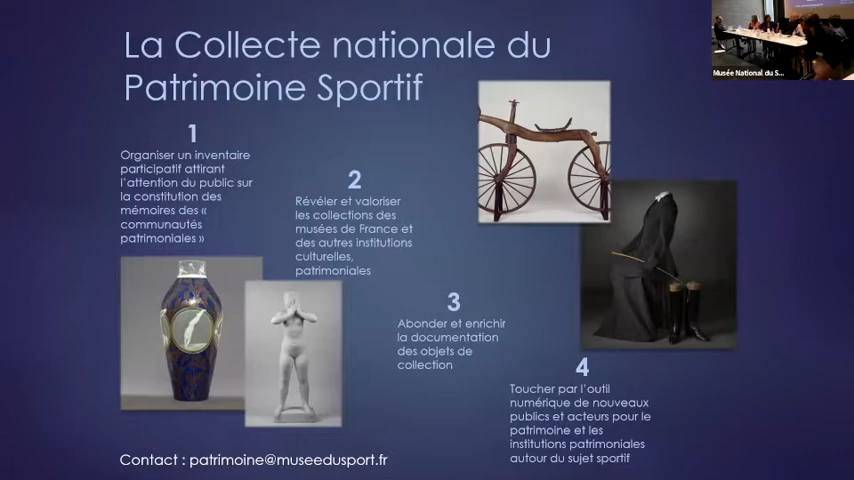 La Collecte nationale du
Patrimoine Sportif
Musée National du S...
1
Organiser un inventaire
participatif attirant
l'attention du public sur
la constitution des
mémoires des «
communautés
patrimoniales »
2
Révéler et valoriser
les collections des
musées de France et
des autres institutions
culturelles,
patrimoniales
3
Abonder et enrichir
la documentation
des objets de
collection
4
Toucher par l'outil
numérique de nouveaux
publics et acteurs pour le
patrimoine et les
institutions patrimoniales
autour du sujet sportif
Contact : patrimoine@museedusport.fr